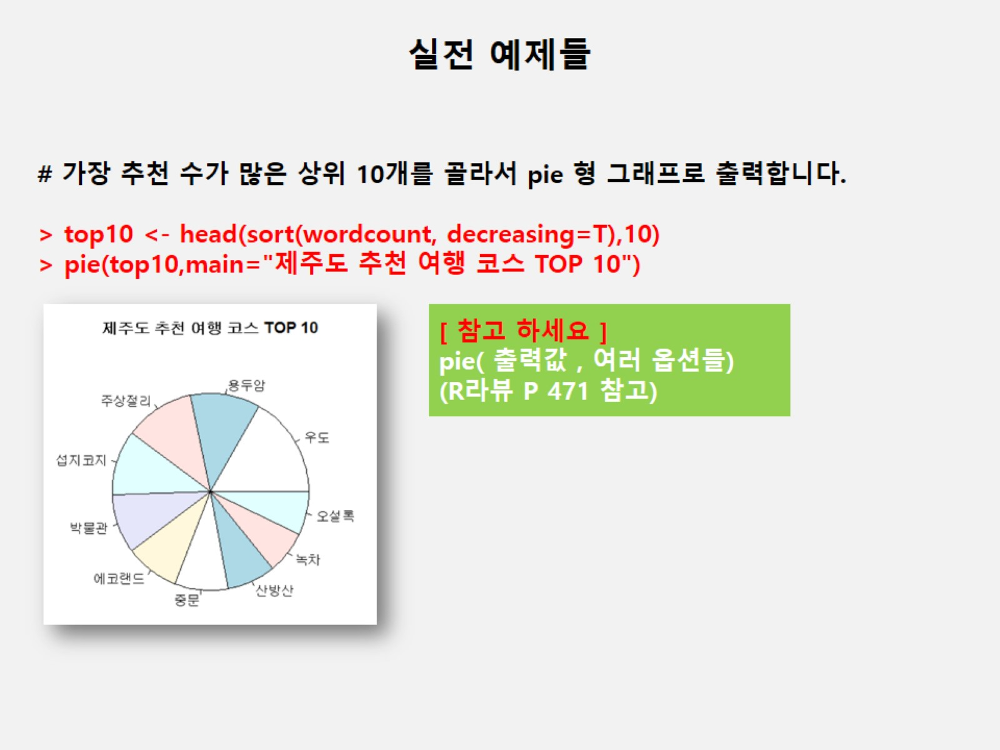 실전 예제들
# 가장 추천 수가 많은 상위 10개를 골라서 pie 형 그래프로 출력합니다.
> top10 <- head(sort(wordcount, decreasing=T),10)
> pie(top10,main="제주도 추천 여행 코스 TOP 10")
제주도 추천 여행 코스 TOP 10
용두암
주상절리
우도
섭지코지
오설록
박물관
녹차
에코랜드
산방산
중문
[ 참고 하세요 ]
pie( 출력값 , 여러 옵션들)
(R라뷰 P 471 참고)